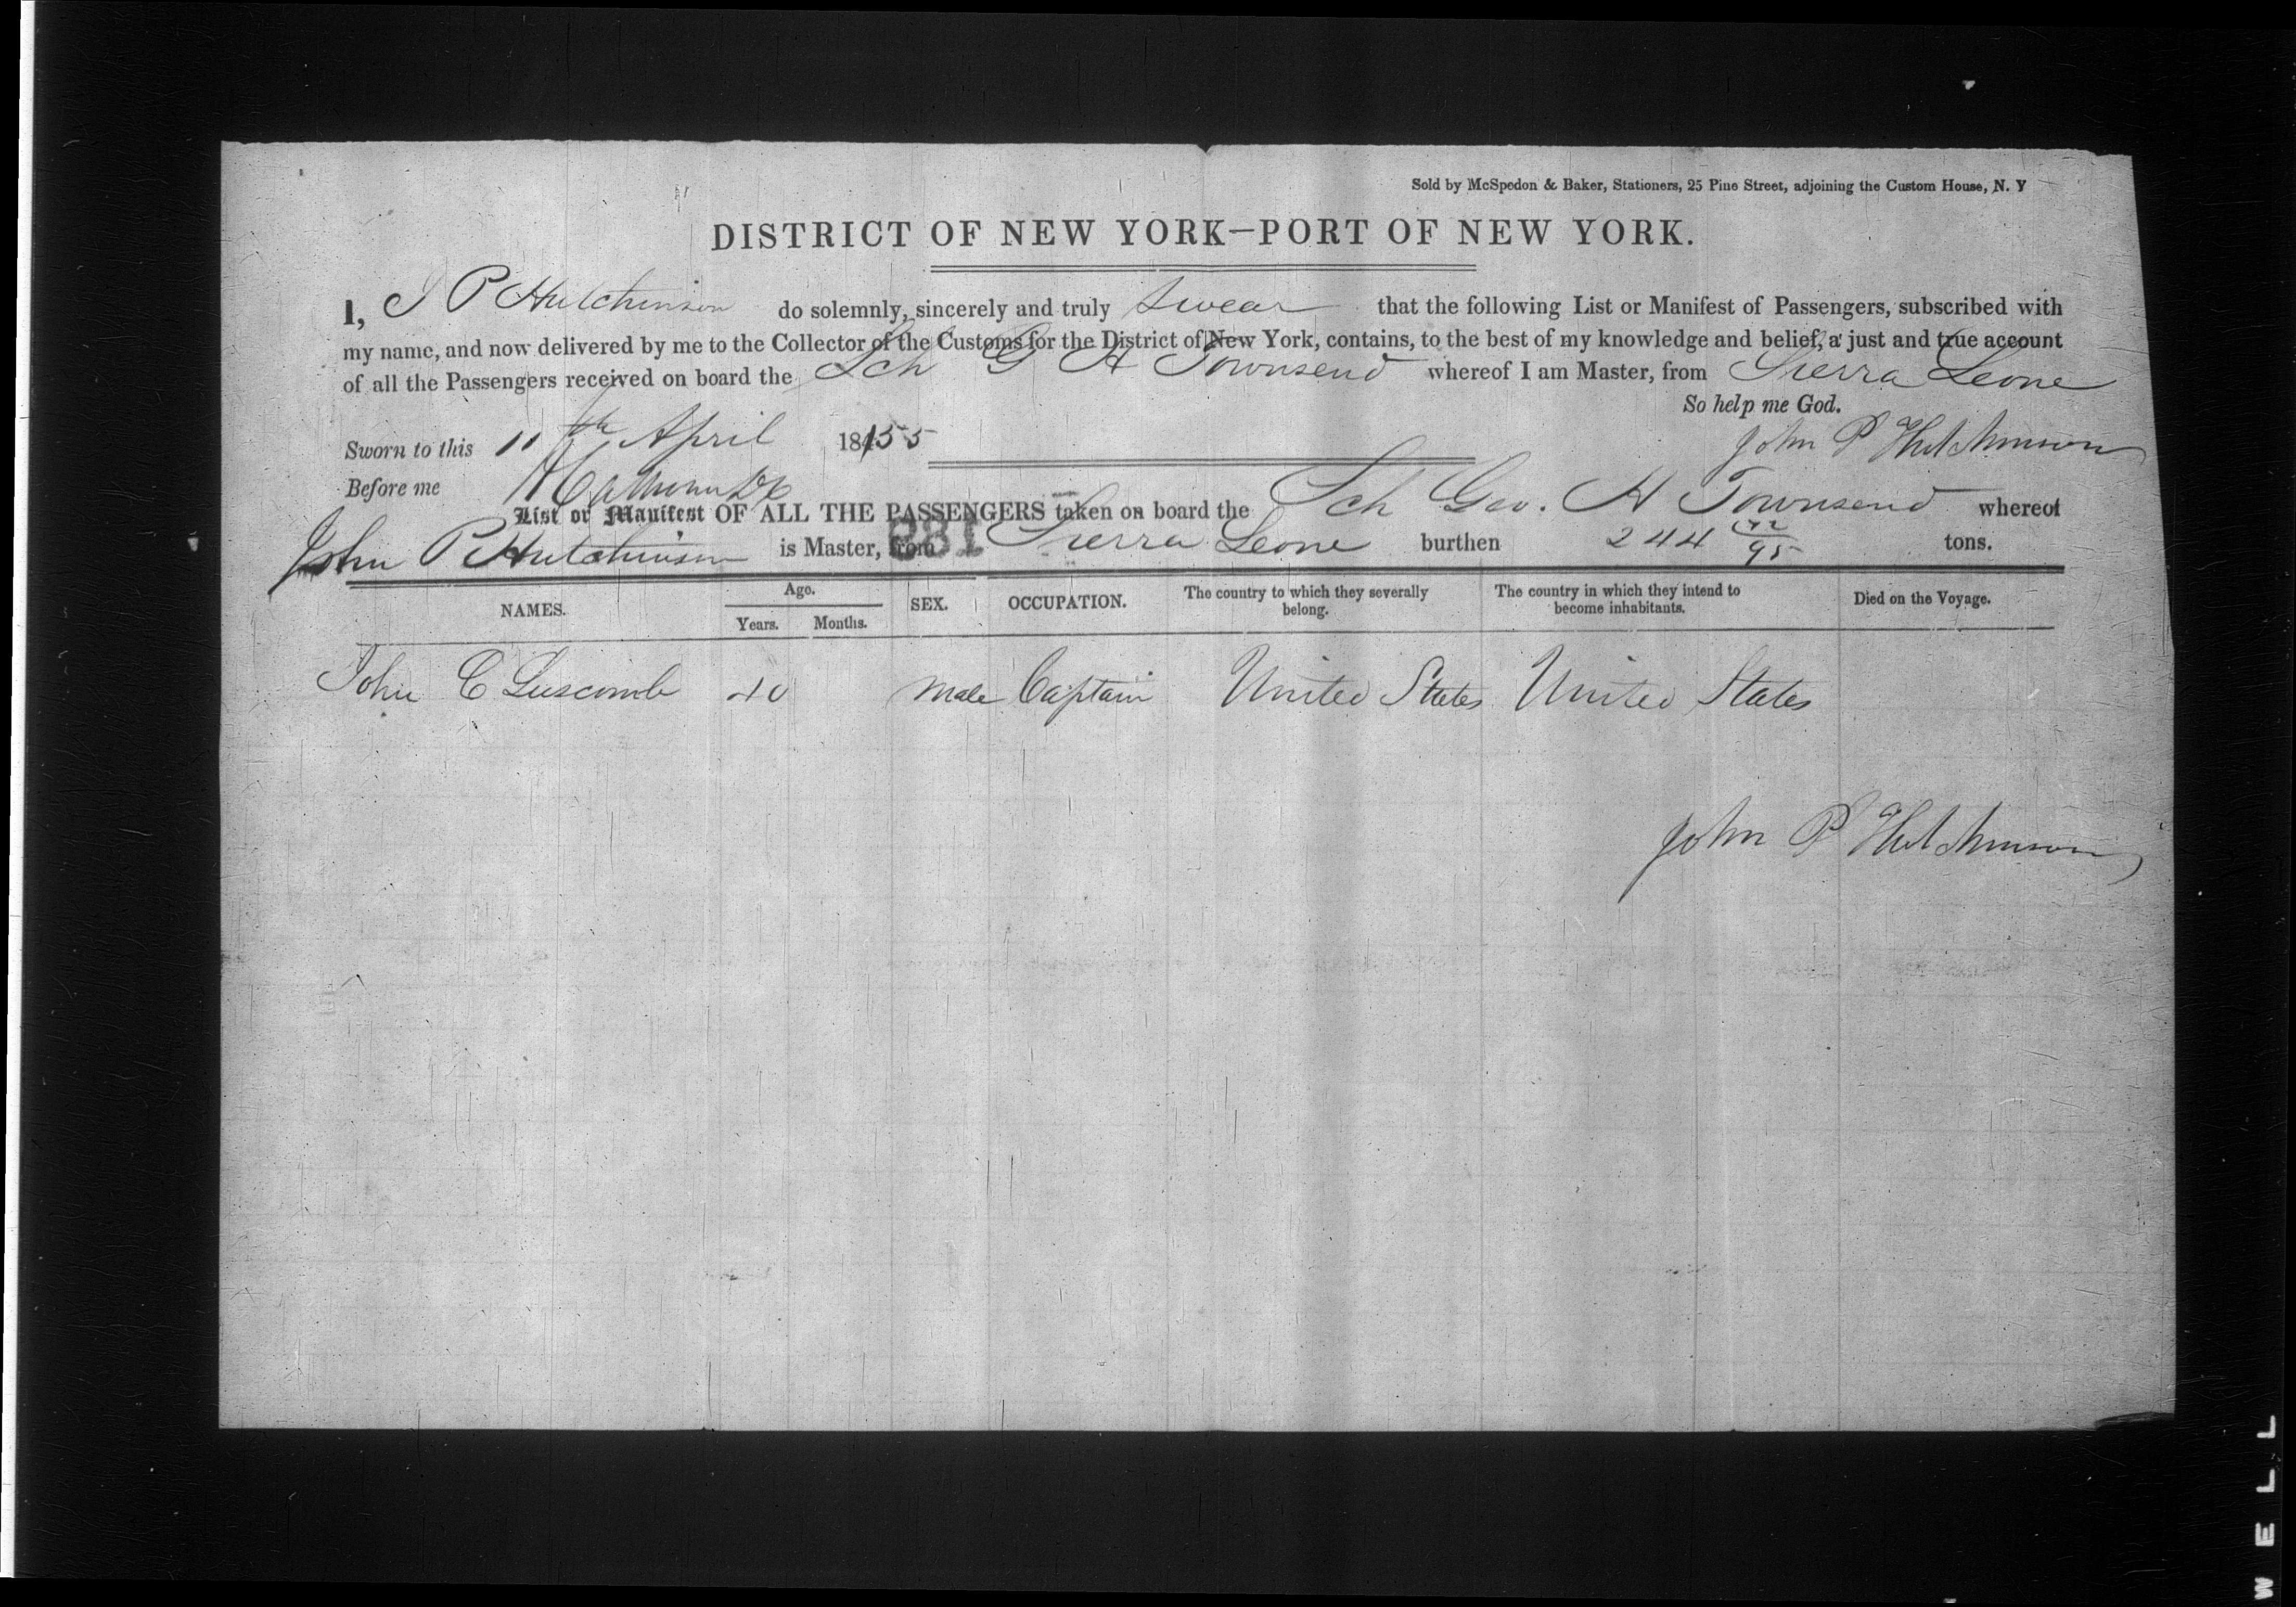 Sold by McSpedon & Baker, Stationers, 25 Pine Street, adjoining the Custom House, N. Y
DISTRICT OF NEW YORK—PORT OF NEW YORK.
I, J P Hutchinson do solemnly, sincerely and truly swear that the following List or Manifest of Passengers, subscribed with
my name, and now delivered by me to the Collector of the Customs for the District of New York, contains, to the best of my knowledge and belief, a just and true account
of all the Passengers received on board the Sch G H Townsend whereof I am Master, from Sierra Leone
So help me God.
Sworn to this 11th April 1855 John P Hutchinson
Before me
List or Manifest OF ALL THE PASSENGERS taken on board the Sch Geo. H Townsend whereof
John P Hutchinson is Master, from Sierra Leone burthen 244 /95 tons.
281
NAMES. Age. Years. Months. SEX. OCCUPATION. The country to which they severally belong. The country in which they intend to become inhabitants. Died on the Voyage.
John C Luscomb 40 male Captain United States United States
John P Hutchinson
WELL